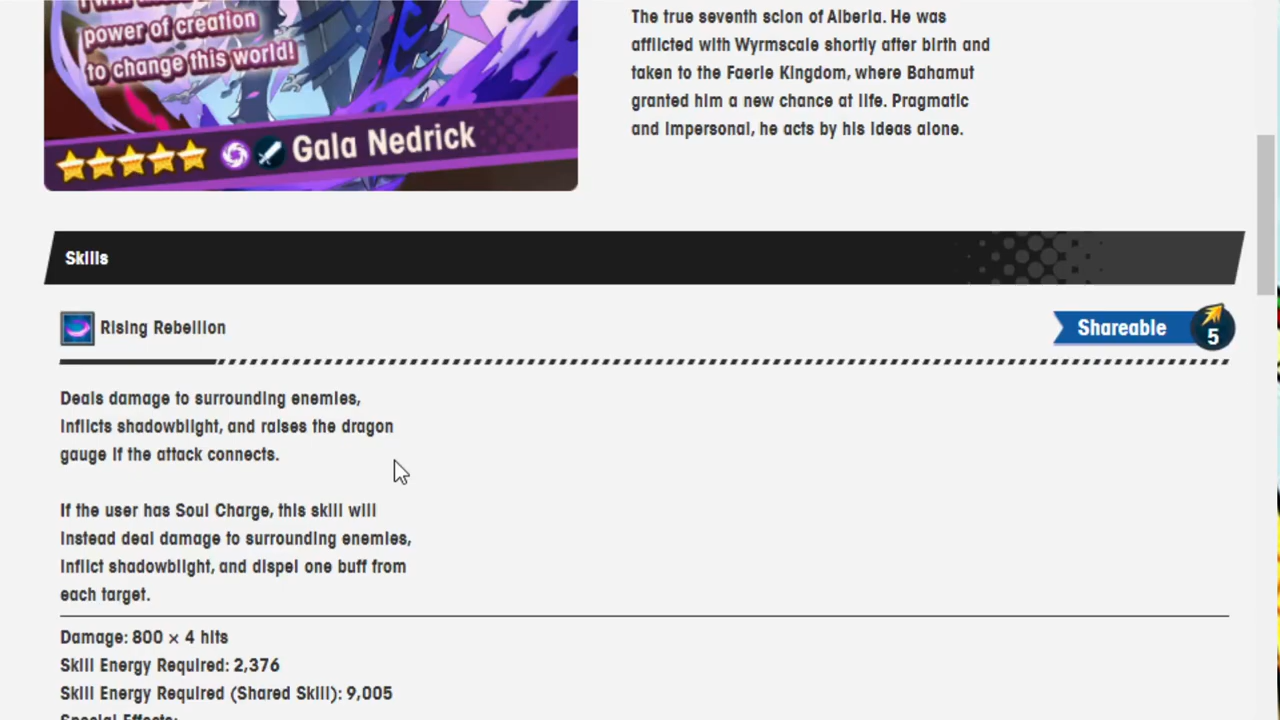 power of creation
to change this world!
Gala Nedrick
The true seventh scion of Alberia. He was
afflicted with Wyrmscale shortly after birth and
taken to the Faerie Kingdom, where Bahamut
granted him a new chance at life. Pragmatic
and impersonal, he acts by his ideas alone.
Skills
Rising Rebellion
Shareable
5
Deals damage to surrounding enemies,
inflicts shadowblight, and raises the dragon
gauge if the attack connects.
If the user has Soul Charge, this skill will
instead deal damage to surrounding enemies,
inflict shadowblight, and dispel one buff from
each target.
Damage: 800 × 4 hits
Skill Energy Required: 2,376
Skill Energy Required (Shared Skill): 9,005
Special Effects: